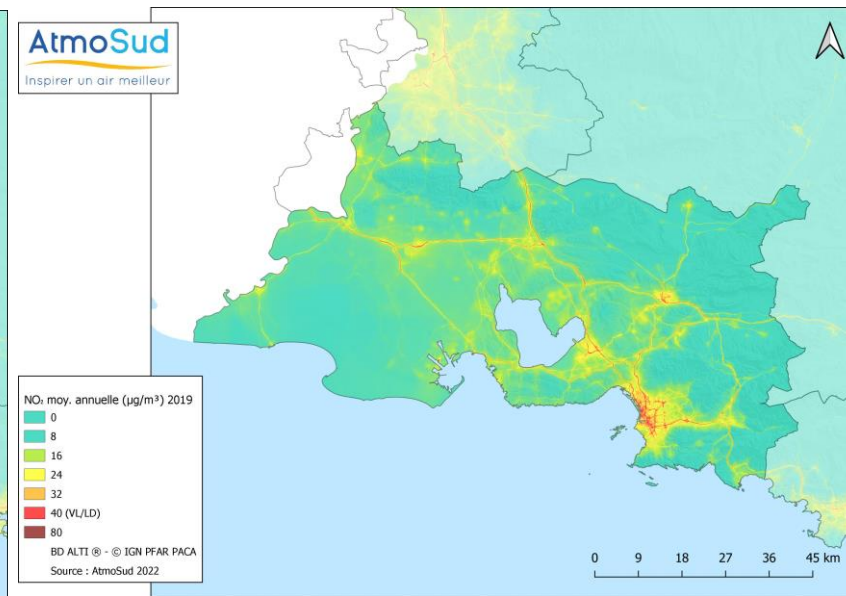 AtmoSud
Inspirer un air meilleur
NO₂ moy. annuelle (µg/m³) 2019
0
8
16
24
32
40 (VL/LD)
80
BD ALTI ® - © IGN PFAR PACA
Source : AtmoSud 2022
0 9 18 27 36 45 km